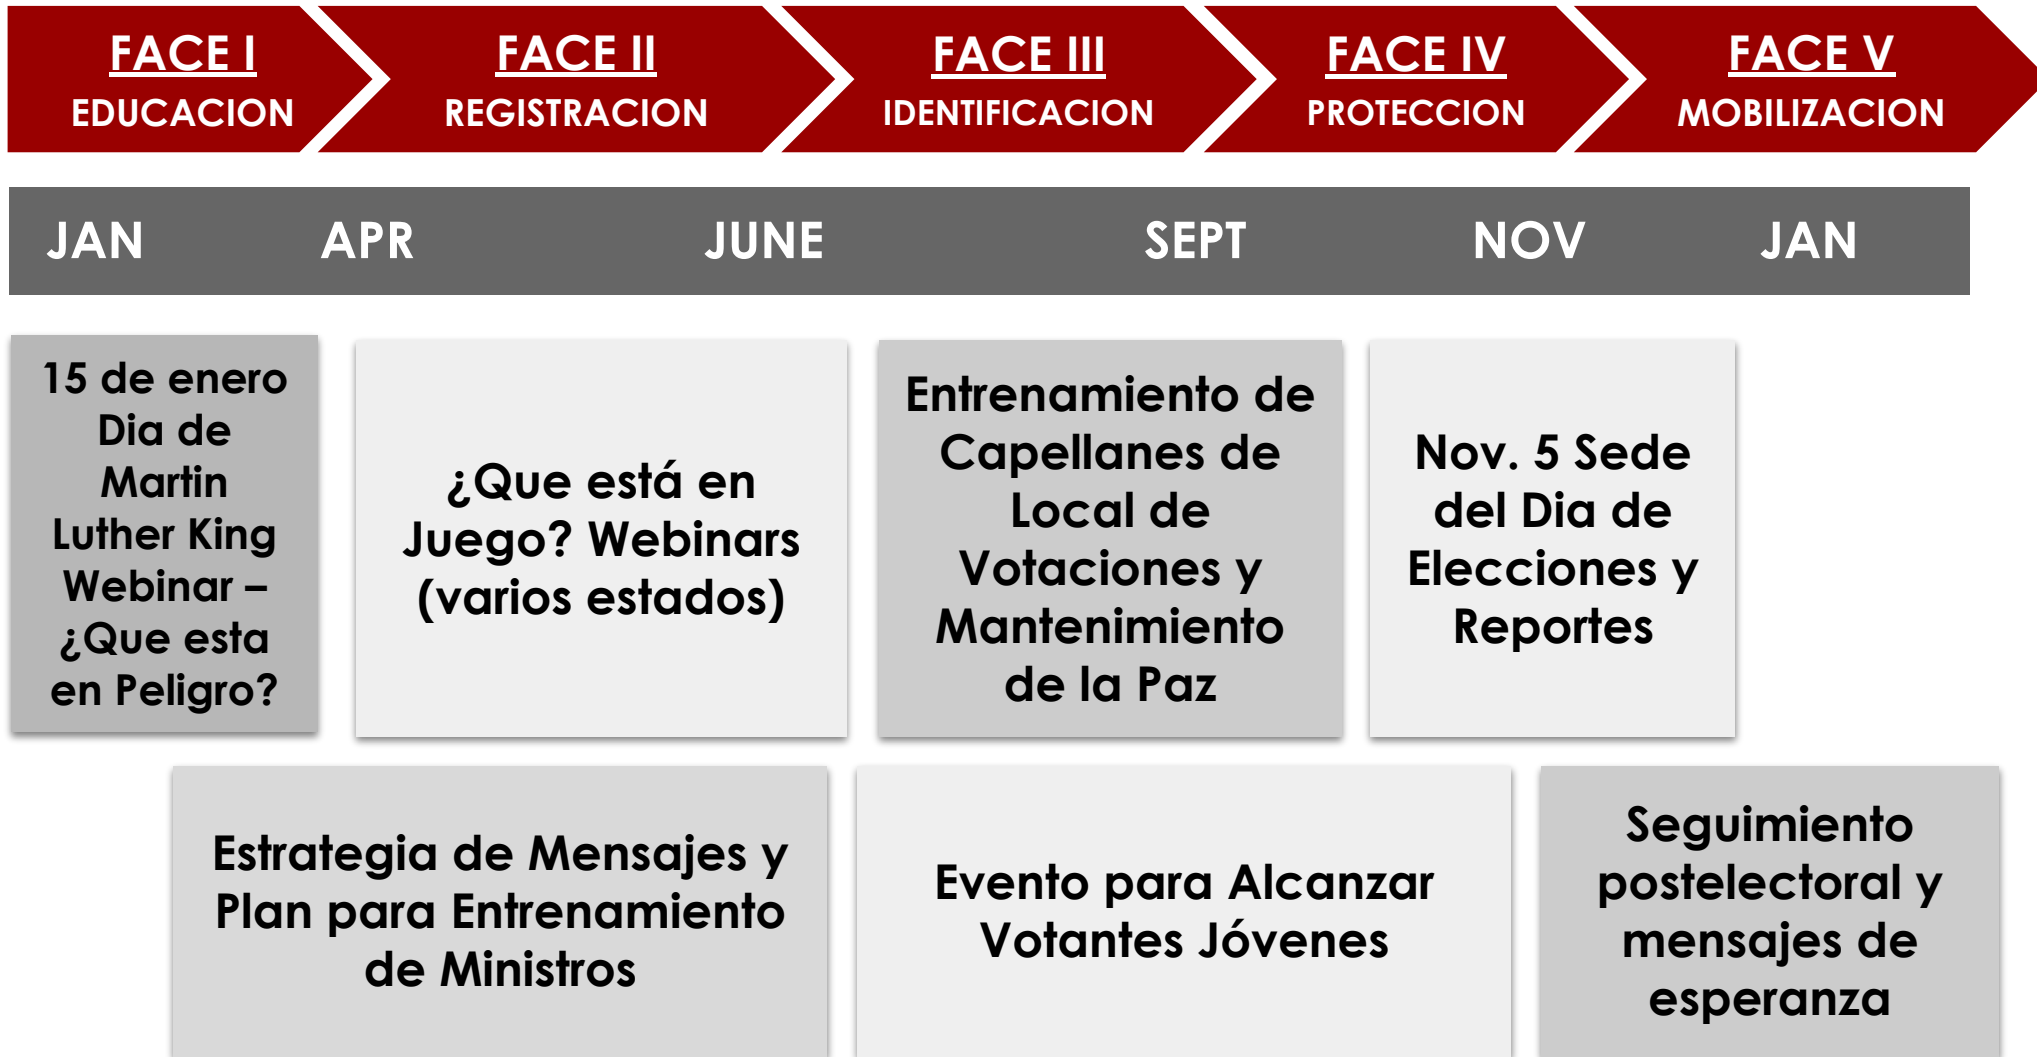 FACE I
EDUCACION
FACE II
REGISTRACION
FACE III
IDENTIFICACION
FACE IV
PROTECCION
FACE V
MOBILIZACION
JAN APR JUNE SEPT NOV JAN
15 de enero
Dia de
Martin
Luther King
Webinar –
¿Que esta
en Peligro?
¿Que está en
Juego? Webinars
(varios estados)
Entrenamiento de
Capellanes de
Local de
Votaciones y
Mantenimiento
de la Paz
Nov. 5 Sede
del Dia de
Elecciones y
Reportes
Estrategia de Mensajes y
Plan para Entrenamiento
de Ministros
Evento para Alcanzar
Votantes Jóvenes
Seguimiento
postelectoral y
mensajes de
esperanza